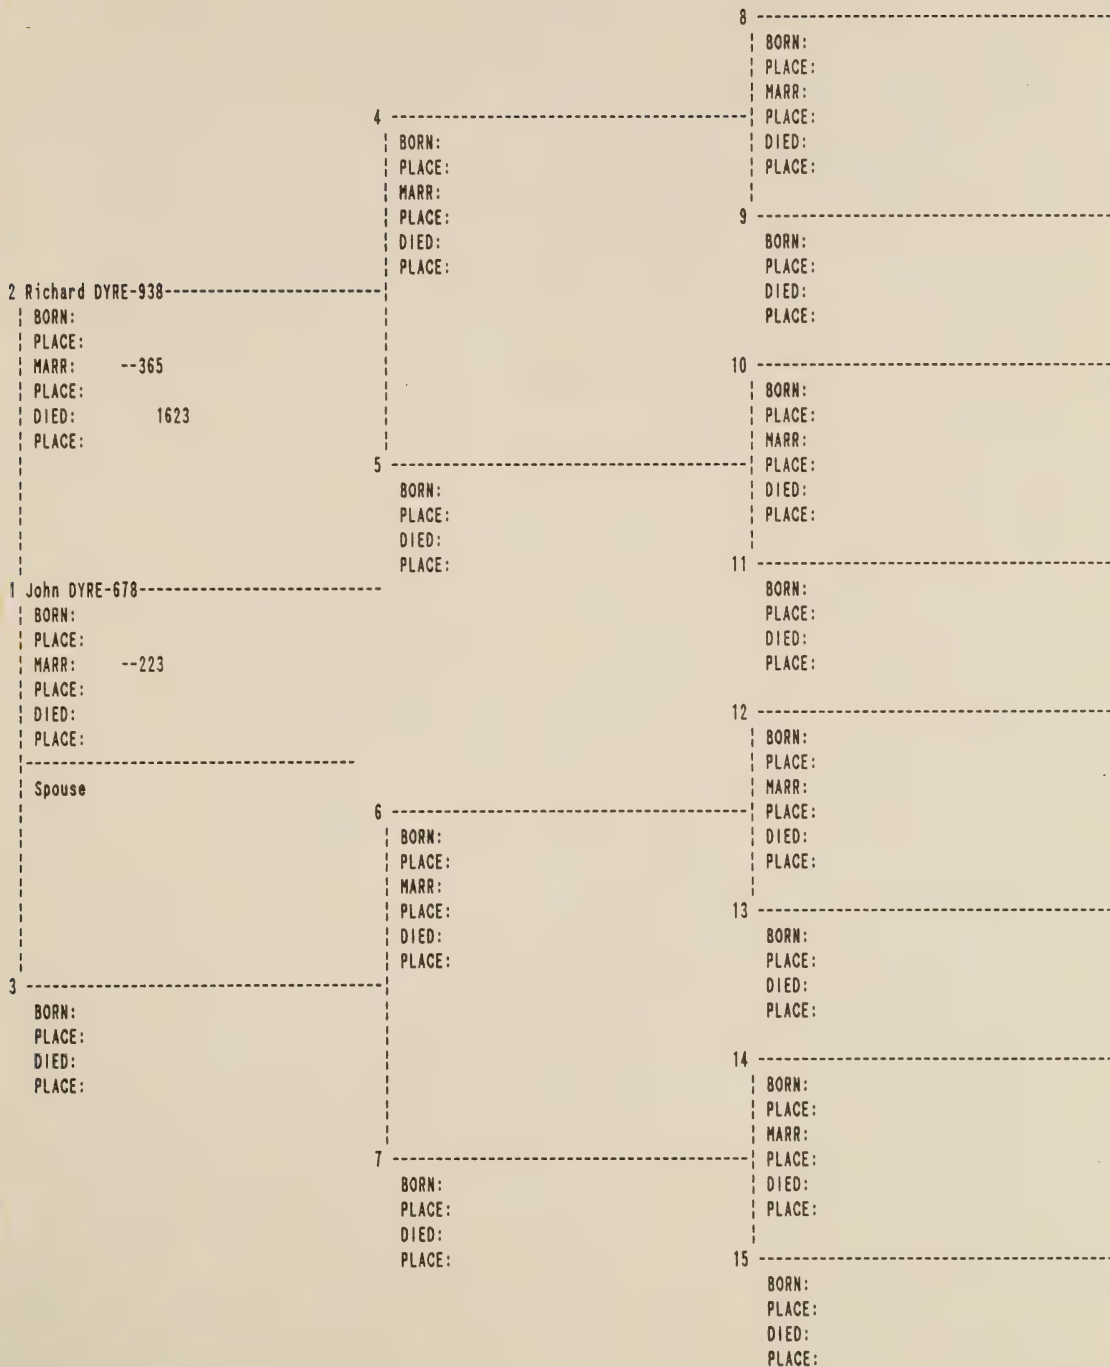 8
BORN:
PLACE:
MARR:
4 PLACE:
BORN: DIED:
PLACE: PLACE:
MARR:
PLACE: 9
DIED: BORN:
PLACE: PLACE:
2 Richard DYRE-938 DIED:
BORN: PLACE:
PLACE:
MARR: --365 10
PLACE: BORN:
DIED: 1623 PLACE:
PLACE: MARR:
5 PLACE:
BORN: DIED:
PLACE: PLACE:
DIED:
PLACE: 11
1 John DYRE-678 BORN:
BORN: PLACE:
PLACE: DIED:
MARR: --223 PLACE:
PLACE:
DIED: 12
PLACE: BORN:
PLACE:
Spouse MARR:
6 PLACE:
BORN: DIED:
PLACE: PLACE:
MARR:
PLACE: 13
DIED: BORN:
PLACE: PLACE:
3 DIED:
BORN: PLACE:
PLACE:
DIED: 14
PLACE: BORN:
PLACE:
MARR:
7 PLACE:
BORN: DIED:
PLACE: PLACE:
DIED:
PLACE: 15
BORN:
PLACE:
DIED:
PLACE: